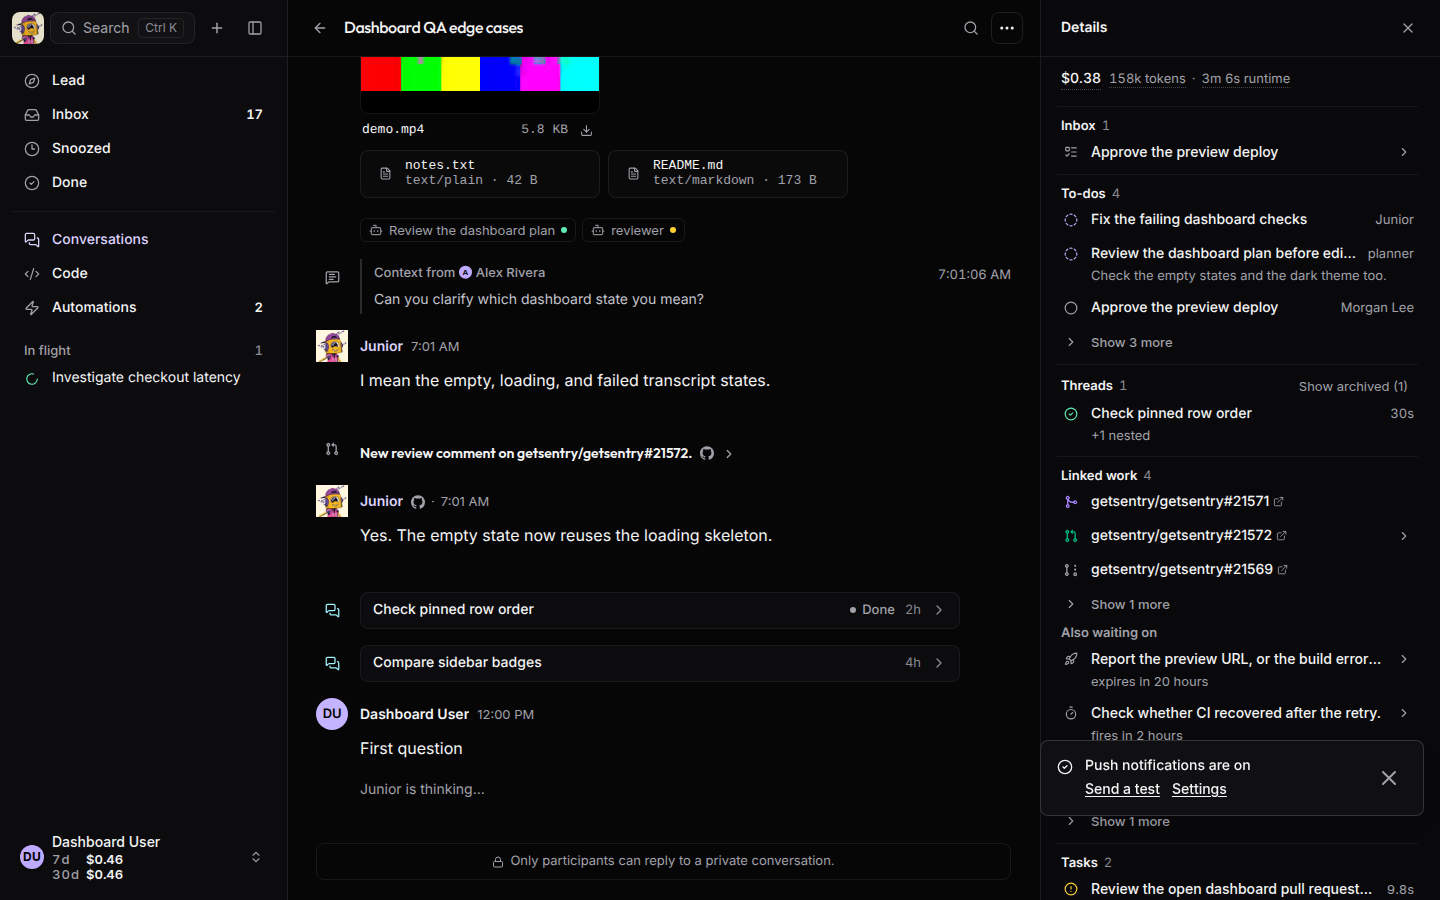 Search Ctrl K
Lead
Inbox 17
Snoozed
Done
Conversations
Code
Automations 2
In flight 1
Investigate checkout latency
DU Dashboard User
7d $0.46
30d $0.46
Dashboard QA edge cases
demo.mp4 5.8 KB
notes.txt
text/plain · 42 B
README.md
text/markdown · 173 B
Review the dashboard plan
reviewer
Context from A Alex Rivera 7:01:06 AM
Can you clarify which dashboard state you mean?
Junior 7:01 AM
I mean the empty, loading, and failed transcript states.
New review comment on getsentry/getsentry#21572.
Junior · 7:01 AM
Yes. The empty state now reuses the loading skeleton.
Check pinned row order Done 2h
Compare sidebar badges 4h
DU Dashboard User 12:00 PM
First question
Junior is thinking...
Only participants can reply to a private conversation.
Details
$0.38 158k tokens · 3m 6s runtime
Inbox 1
Approve the preview deploy
To-dos 4
Fix the failing dashboard checks Junior
Review the dashboard plan before edi... planner
Check the empty states and the dark theme too.
Approve the preview deploy Morgan Lee
Show 3 more
Threads 1 Show archived (1)
Check pinned row order 30s
+1 nested
Linked work 4
getsentry/getsentry#21571
getsentry/getsentry#21572
getsentry/getsentry#21569
Show 1 more
Also waiting on
Report the preview URL, or the build error...
expires in 20 hours
Check whether CI recovered after the retry.
fires in 2 hours
Push notifications are on
Send a test Settings
Show 1 more
Tasks 2
Review the open dashboard pull request... 9.8s